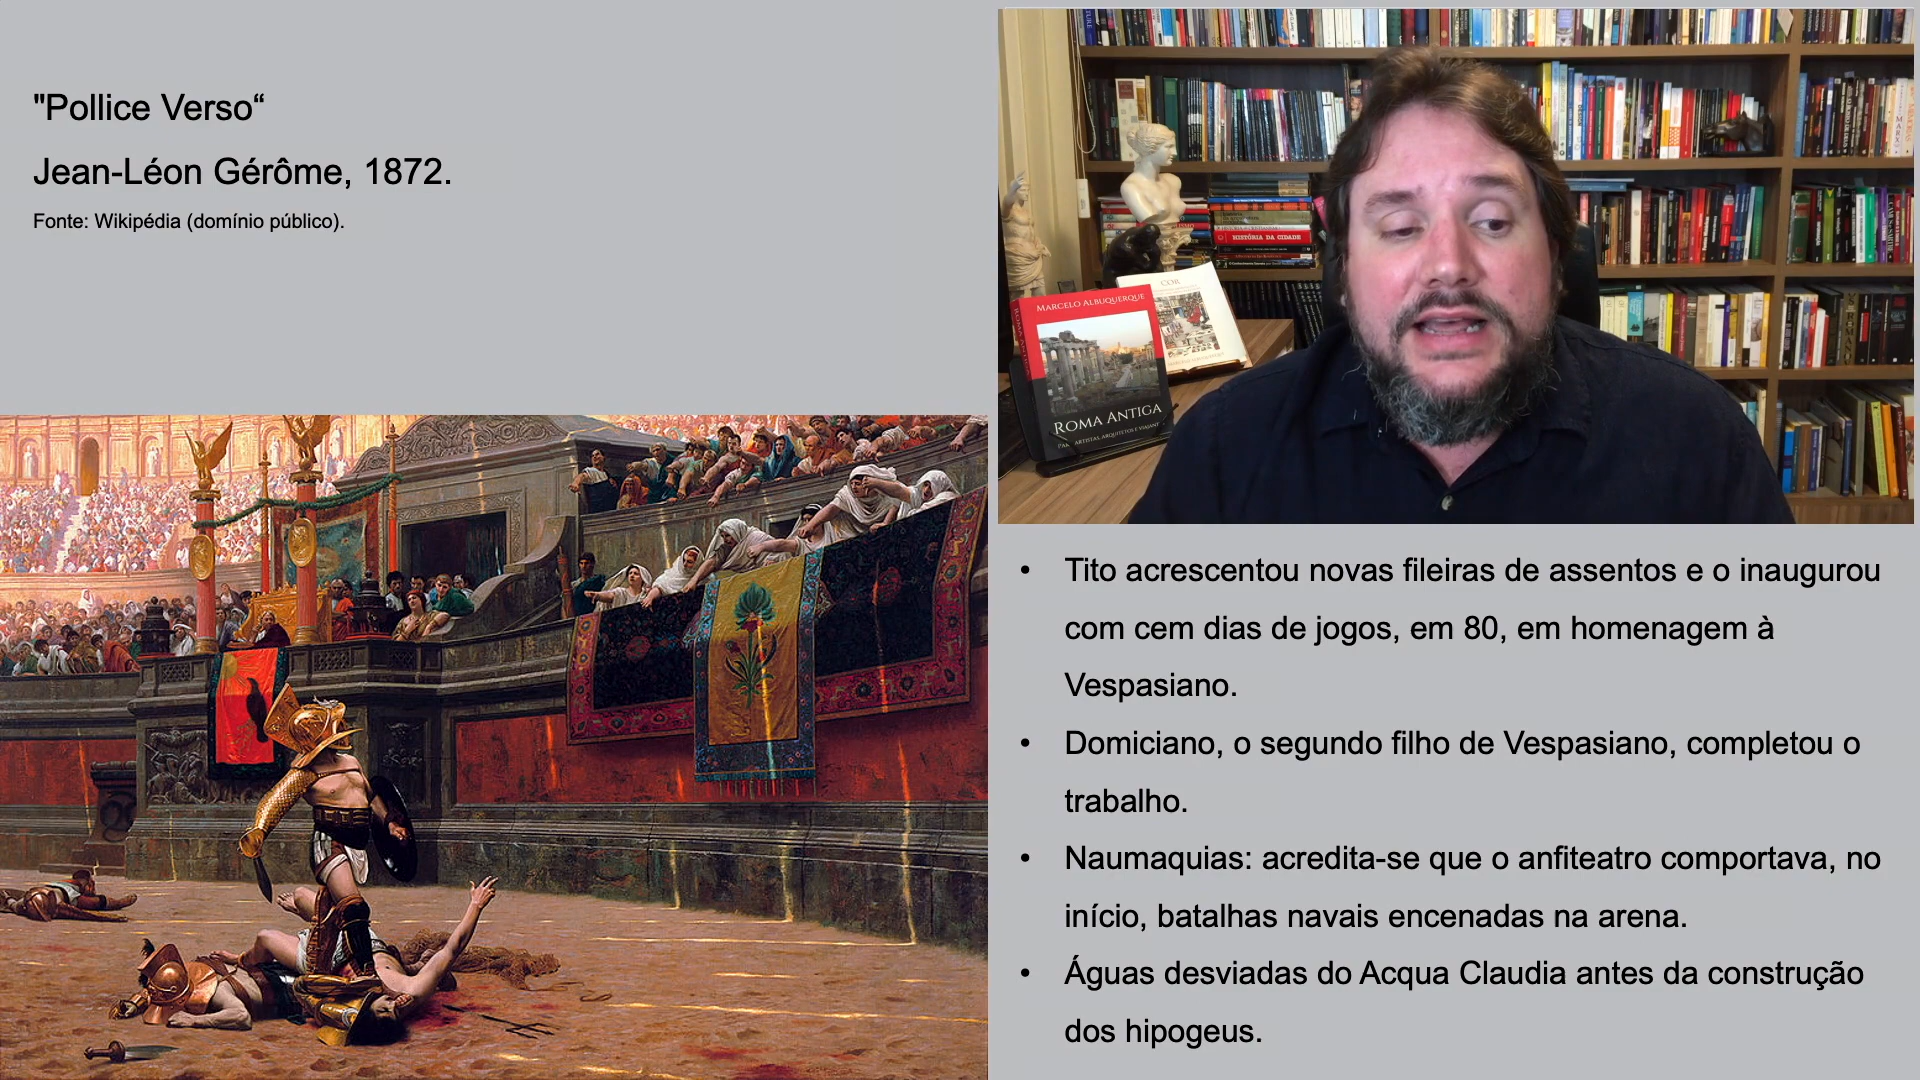 "Pollice Verso“
Jean-Léon Gérôme, 1872.
Fonte: Wikipédia (domínio público).
HISTÓRIA DA CIDADE
MARX
MARCELO ALBUQUERQUE
ROMA ANTIGA
ARTISTAS, ARQUITETOS E
Tito acrescentou novas fileiras de assentos e o inaugurou
com cem dias de jogos, em 80, em homenagem à
Vespasiano.
Domiciano, o segundo filho de Vespasiano, completou o
trabalho.
Naumaquias: acredita-se que o anfiteatro comportava, no
início, batalhas navais encenadas na arena.
Águas desviadas do Acqua Claudia antes da construção
dos hipogeus.